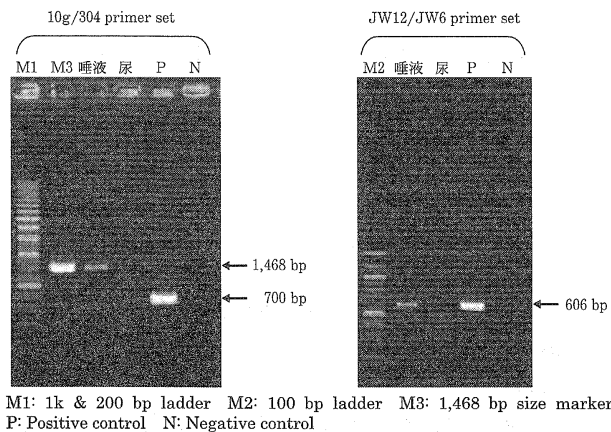 10g/304 primer set
JW12/JW6 primer set
M1 M3 唾液 尿 P N
M2 唾液 尿 P N
1,468 bp
700 bp
606 bp
M1: 1k & 200 bp ladder M2: 100 bp ladder M3: 1,468 bp size marker
P: Positive control N: Negative control